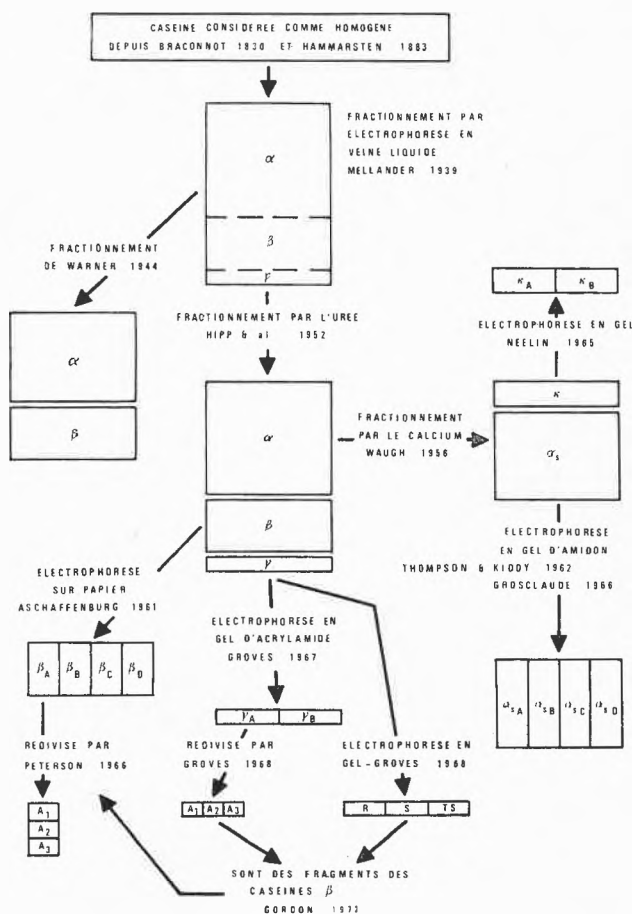 CASEINE CONSIDEREE COMME HOMOGENE
DEPUIS BRACONNOT 1830 ET HAMMARSTEN 1883
α
β
γ
FRACTIONNEMENT PAR
ELECTROPHORESE EN
VEINE LIQUIDE
MELLANDER 1939
FRACTIONNEMENT
DE WARNER 1944
α
β
FRACTIONNEMENT PAR L'UREE
HIPP & al 1952
α
β
γ
FRACTIONNEMENT
PAR LE CALCIUM
WAUGH 1956
κA κB
ELECTROPHORESE EN GEL
NEELIN 1965
κ
αs
ELECTROPHORESE
EN GEL D'AMIDON
THOMPSON & KIDDY 1962
GROSCLAUDE 1966
αsA αsB αsC αsD
ELECTROPHORESE
SUR PAPIER
ASCHAFFENBURG 1961
βA βB βC βD
REDIVISE PAR
PETERSON 1966
A1
A2
A3
ELECTROPHORESE EN
GEL D'ACRYLAMIDE
GROVES 1967
γA γB
REDIVISE PAR
GROVES 1968
A1 A2 A3
ELECTROPHORESE EN
GEL-GROVES 1968
R S TS
SONT DES FRAGMENTS DES
CASEINES β
GORDON